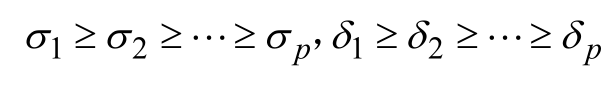 σ₁ ≥ σ₂ ≥ ⋯ ≥ σₚ, δ₁ ≥ δ₂ ≥ ⋯ ≥ δₚ